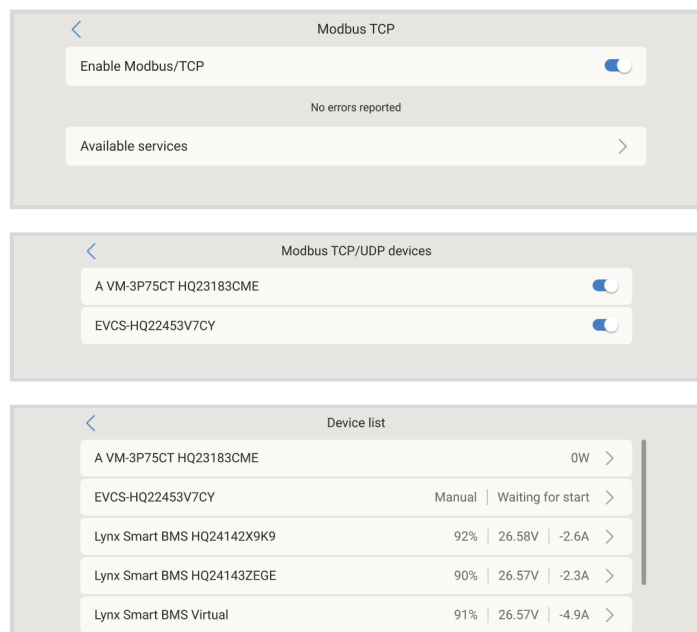 Modbus TCP
Enable Modbus/TCP
No errors reported
Available services
Modbus TCP/UDP devices
A VM-3P75CT HQ23183CME
EVCS-HQ22453V7CY
Device list
A VM-3P75CT HQ23183CME 0W
EVCS-HQ22453V7CY Manual Waiting for start
Lynx Smart BMS HQ24142X9K9 92% 26.58V -2.6A
Lynx Smart BMS HQ24143ZEGE 90% 26.57V -2.3A
Lynx Smart BMS Virtual 91% 26.57V -4.9A